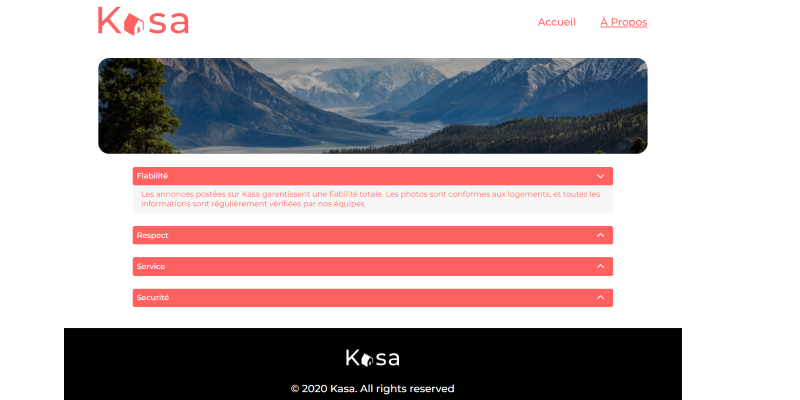 Kasa
Accueil
À Propos
Fiabilité
Les annonces postées sur Kasa garantissent une fiabilité totale. Les photos sont conformes aux logements, et toutes les
informations sont régulièrement vérifiées par nos équipes
Respect
Service
Securité
Kasa
© 2020 Kasa. All rights reserved